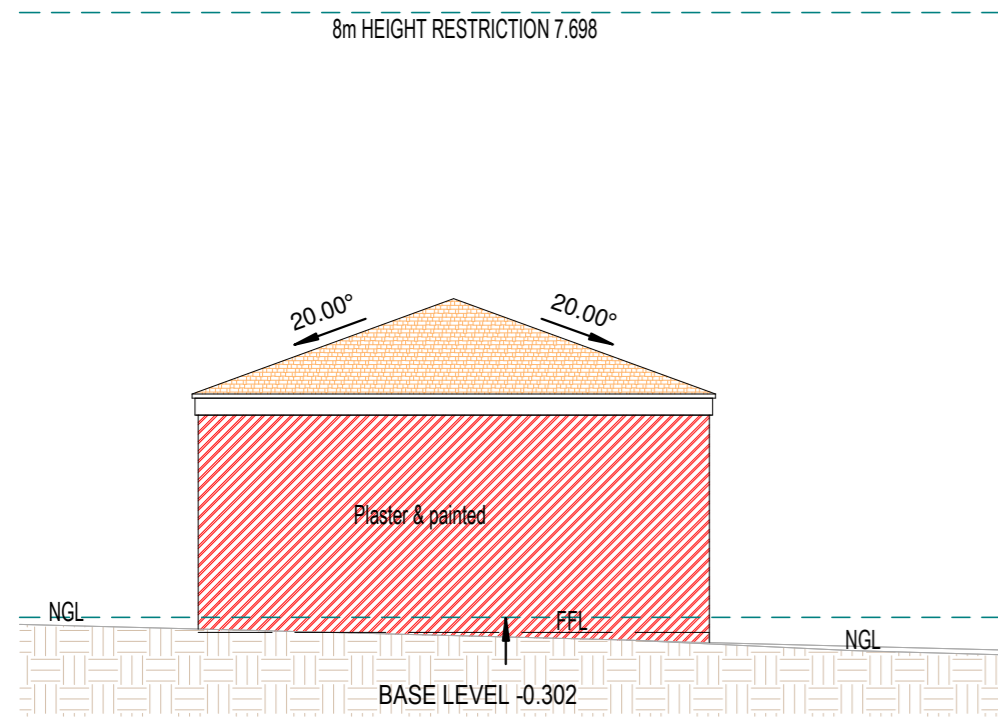 8m HEIGHT RESTRICTION 7.698
20.00°
20.00°
Plaster & painted
NGL
FFL
NGL
BASE LEVEL -0.302